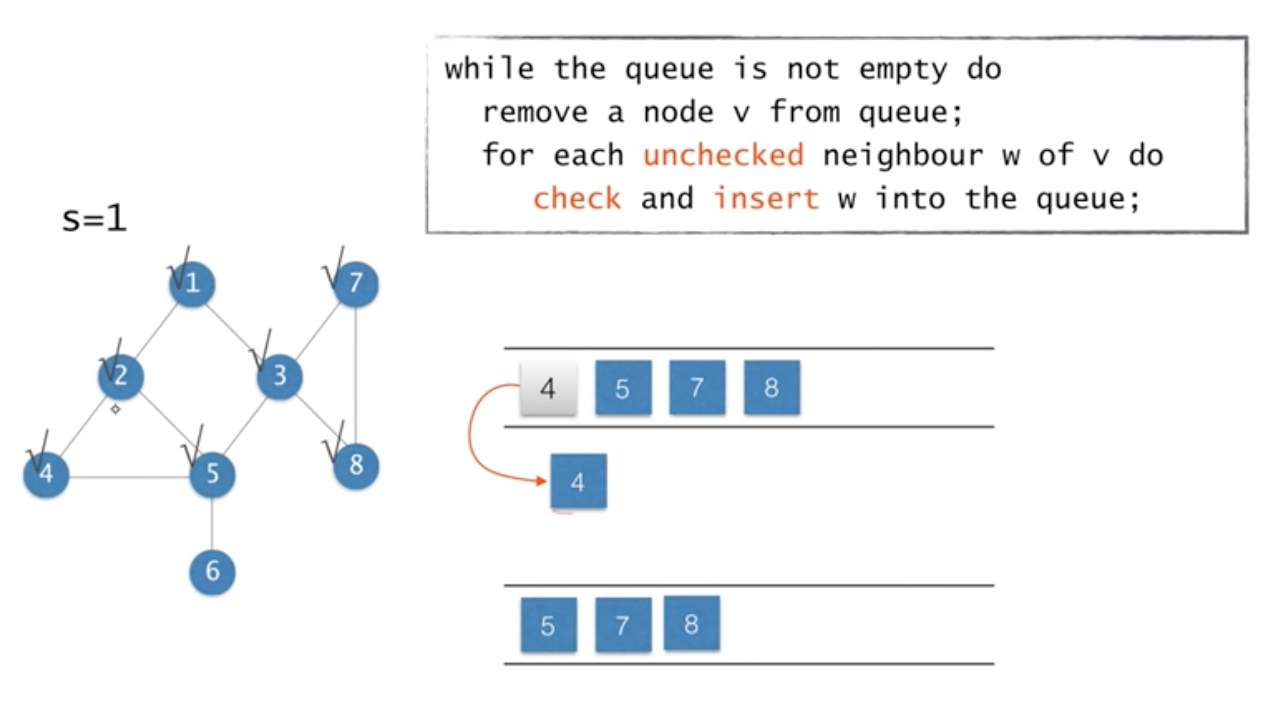 while the queue is not empty do
remove a node v from queue;
for each unchecked neighbour w of v do
check and insert w into the queue;
s=1
√1 √7
√2 √3
√4 √5 √8
6
4 5 7 8
4
5 7 8